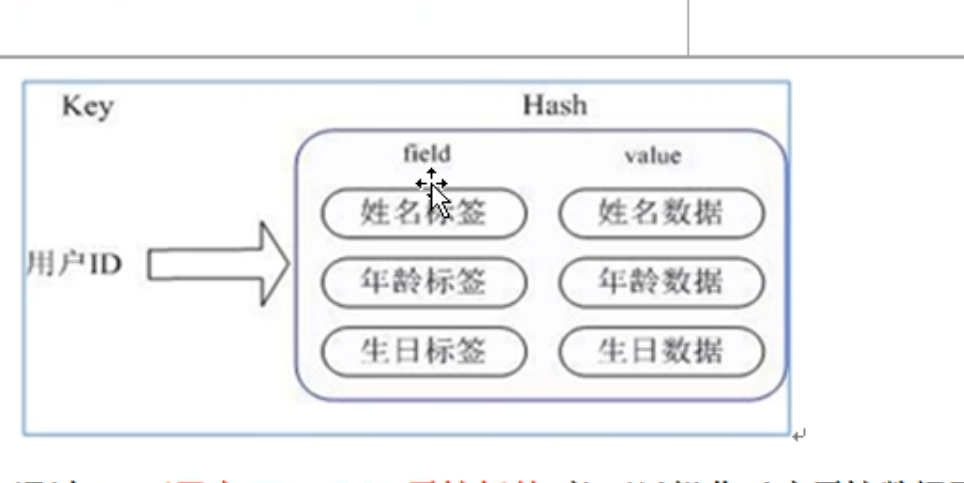 Key Hash
field value
姓名标签 姓名数据
用户ID
年龄标签 年龄数据
生日标签 生日数据